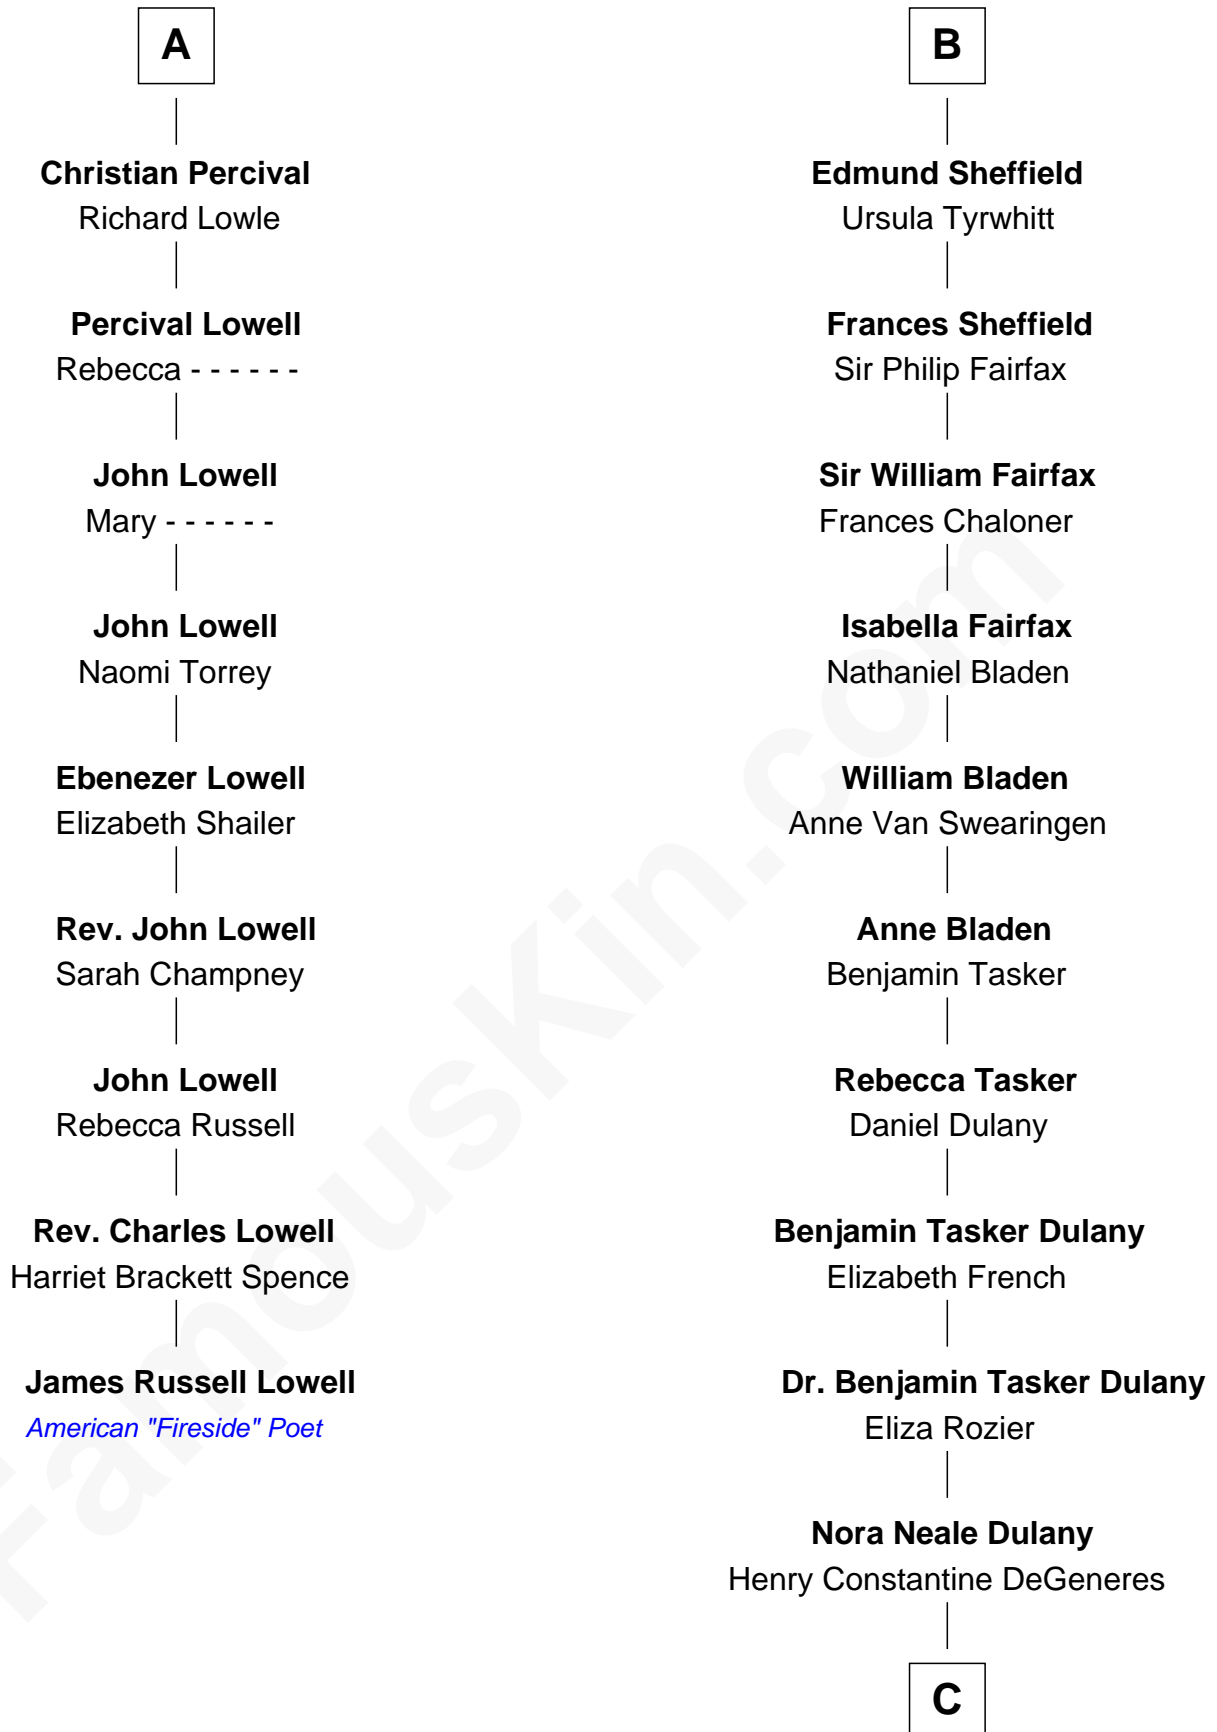 A
Christian Percival
Richard Lowle
Percival Lowell
Rebecca - - - - - -
John Lowell
Mary - - - - - -
John Lowell
Naomi Torrey
Ebenezer Lowell
Elizabeth Shailer
Rev. John Lowell
Sarah Champney
John Lowell
Rebecca Russell
Rev. Charles Lowell
Harriet Brackett Spence
James Russell Lowell
American "Fireside" Poet
B
Edmund Sheffield
Ursula Tyrwhitt
Frances Sheffield
Sir Philip Fairfax
Sir William Fairfax
Frances Chaloner
Isabella Fairfax
Nathaniel Bladen
William Bladen
Anne Van Swearingen
Anne Bladen
Benjamin Tasker
Rebecca Tasker
Daniel Dulany
Benjamin Tasker Dulany
Elizabeth French
Dr. Benjamin Tasker Dulany
Eliza Rozier
Nora Neale Dulany
Henry Constantine DeGeneres
C
FamousKin.com